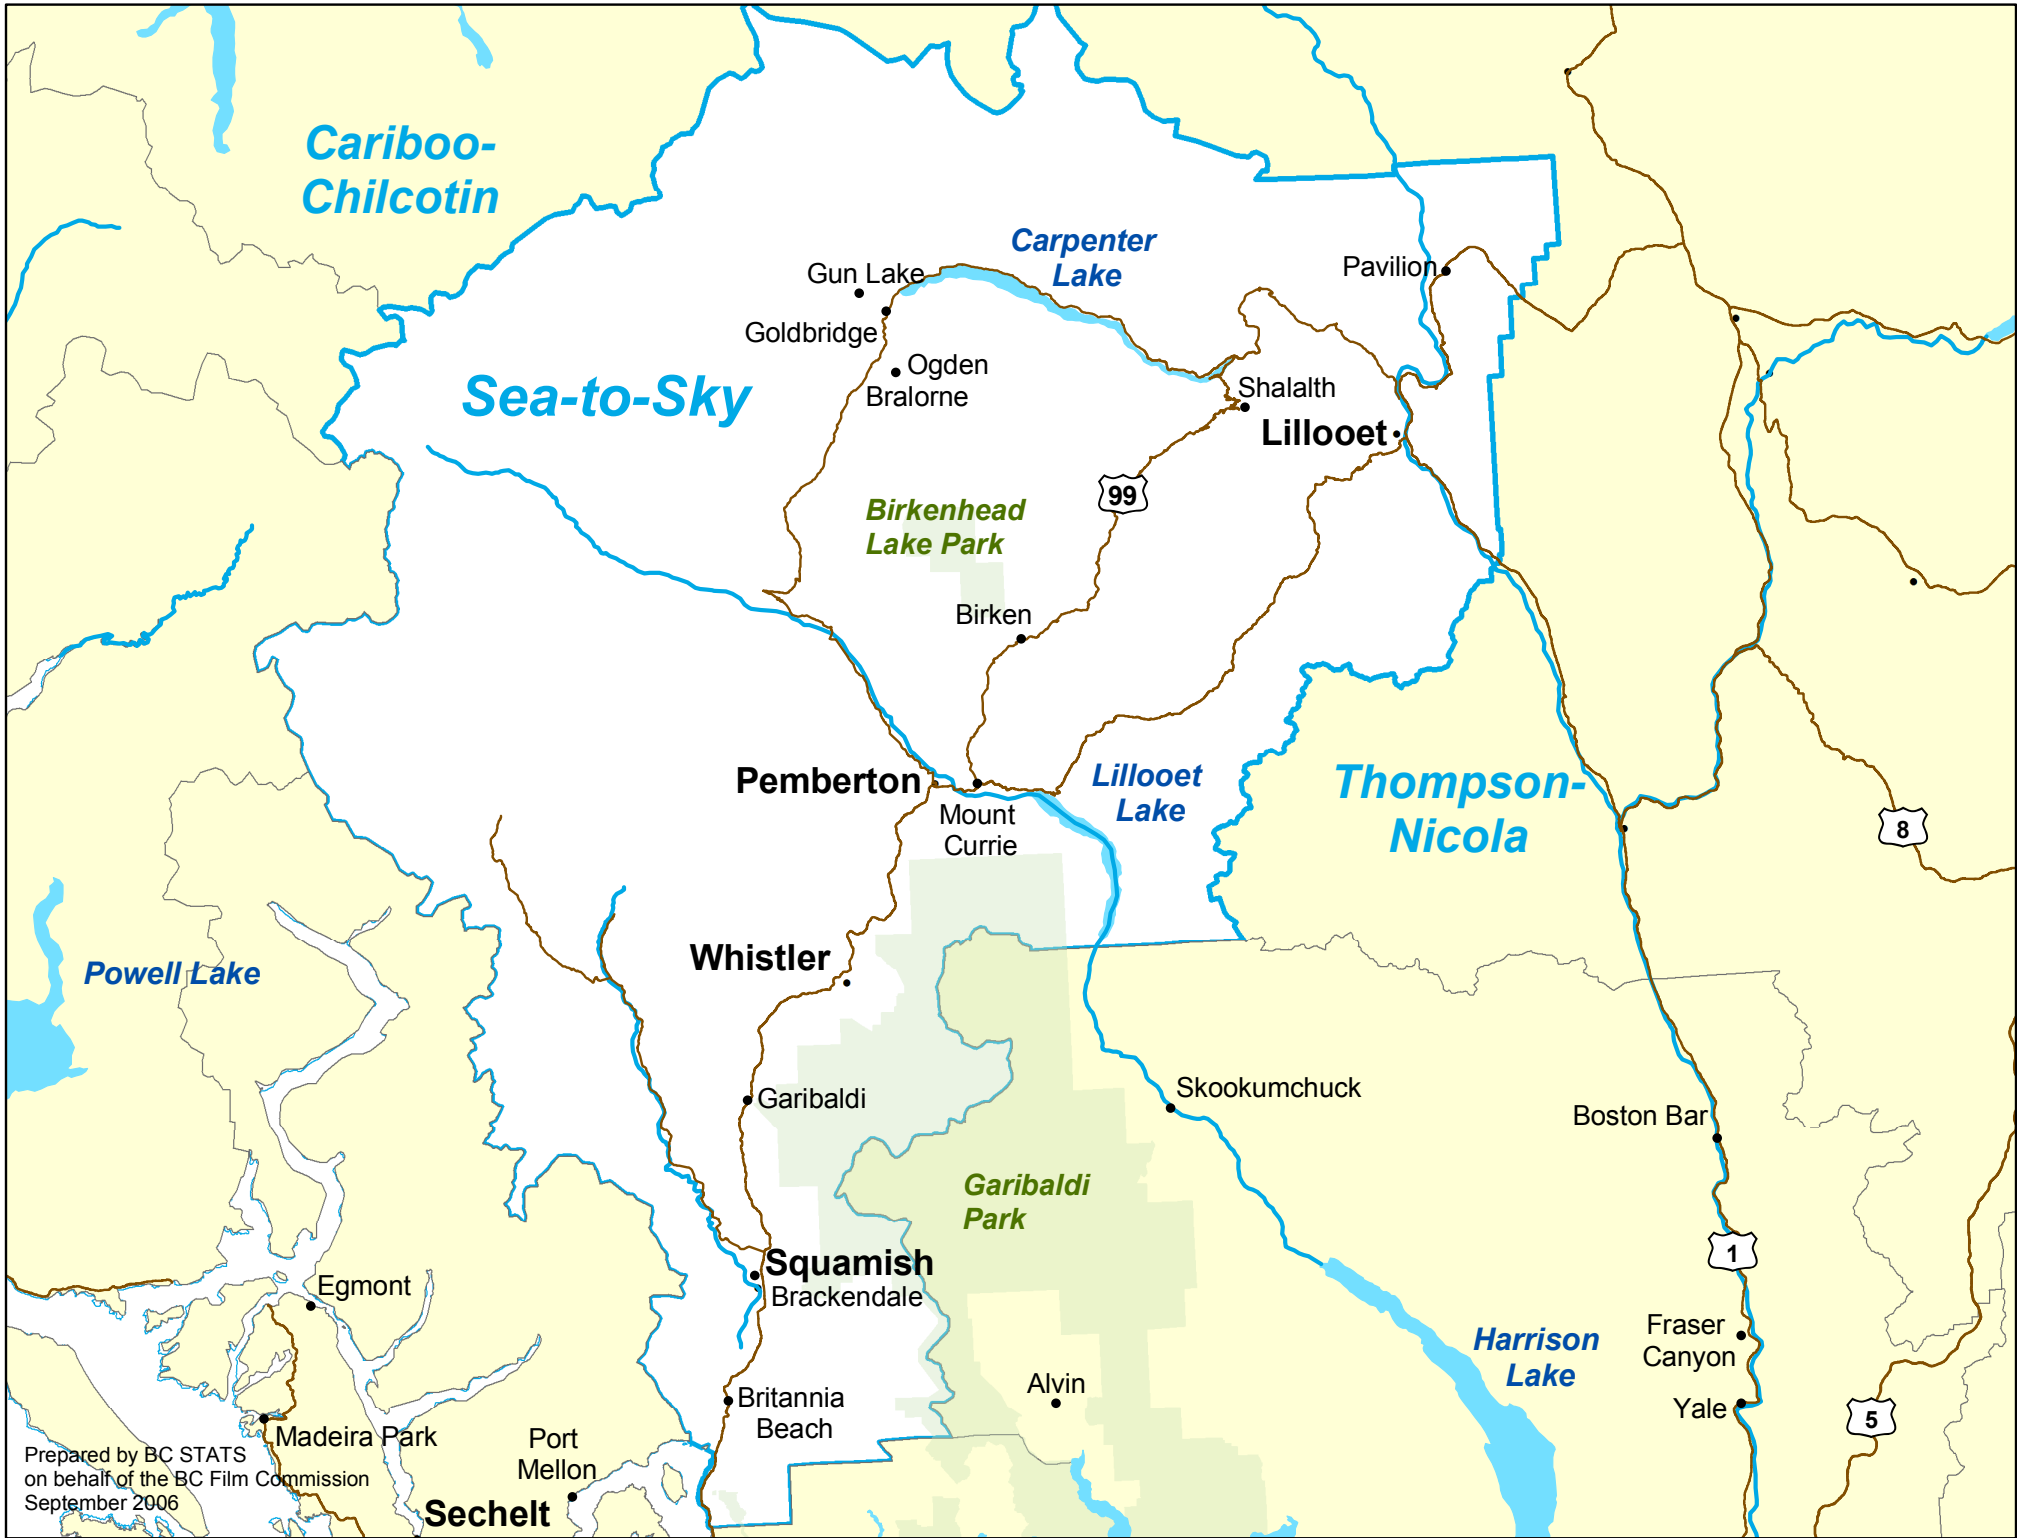 Cariboo-
Chilcotin
Carpenter
Lake
Gun Lake
Pavilion
Goldbridge
Ogden
Bralorne
Sea-to-Sky
Shalalth
Lillooet
99
Birkenhead
Lake Park
Birken
Pemberton
Mount
Currie
Lillooet
Lake
Thompson-
Nicola
8
Whistler
Powell Lake
Garibaldi
Skookumchuck
Boston Bar
Garibaldi
Park
1
Squamish
Brackendale
Egmont
Harrison
Lake
Fraser
Canyon
Alvin
Britannia
Beach
Yale
5
Madeira Park
Port
Mellon
Sechelt
Prepared by BC STATS
on behalf of the BC Film Commission
September 2006